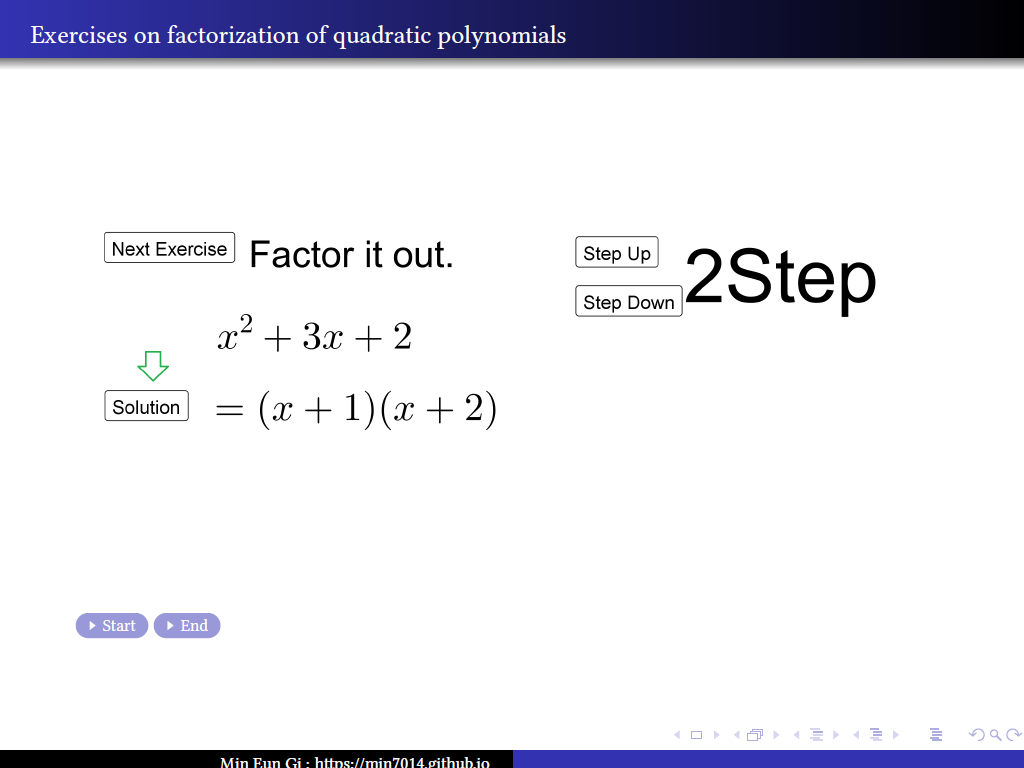 Exercises on factorization of quadratic polynomials
Next Exercise
Factor it out.
Step Up
Step Down
2Step
x² + 3x + 2
Solution
= (x + 1)(x + 2)
Start
End
Min Eun Gi : https://min7014.github.io